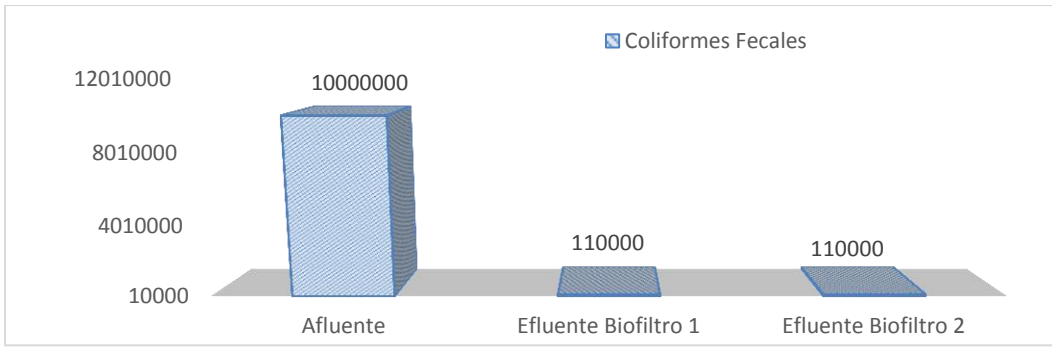 Coliformes Fecales
12010000
10000000
8010000
4010000
110000
110000
10000
Afluente
Efluente Biofiltro 1
Efluente Biofiltro 2